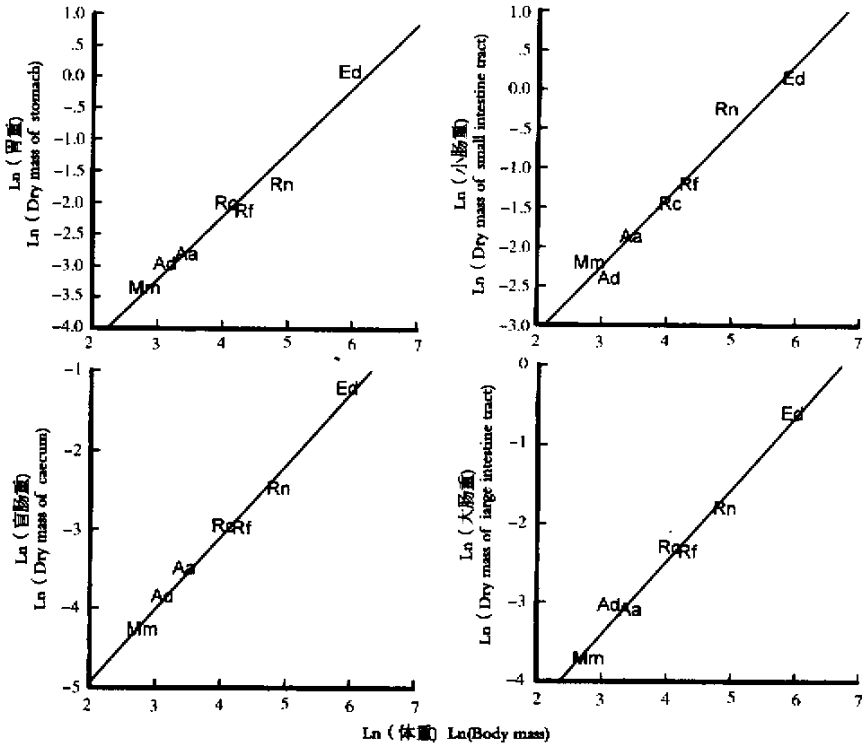 Ln (胃重)
Ln (Dry mass of stomach)
1.0
.5
0.0
-.5
-1.0
-1.5
-2.0
-2.5
-3.0
-3.5
-4.0
2 3 4 5 6 7
Ed
Rn
Rc
Rf
Aa
Ad
Mm
Ln (小肠重)
Ln (Dry mass of small intestine tract)
1.0
.5
0.0
-.5
-1.0
-1.5
-2.0
-2.5
-3.0
2 3 4 5 6 7
Ed
Rn
Rf
Rc
Aa
Mm
Ad
Ln (盲肠重)
Ln (Dry mass of caecum)
-1
-2
-3
-4
-5
2 3 4 5 6 7
Ed
Rn
Rc
Rf
Aa
Ad
Mm
Ln (大肠重)
Ln (Dry mass of iarge intestine tract)
0
-1
-2
-3
-4
2 3 4 5 6 7
Ed
Rn
Rc
Rf
Ad
Aa
Mm
Ln (体重) Ln(Body mass)